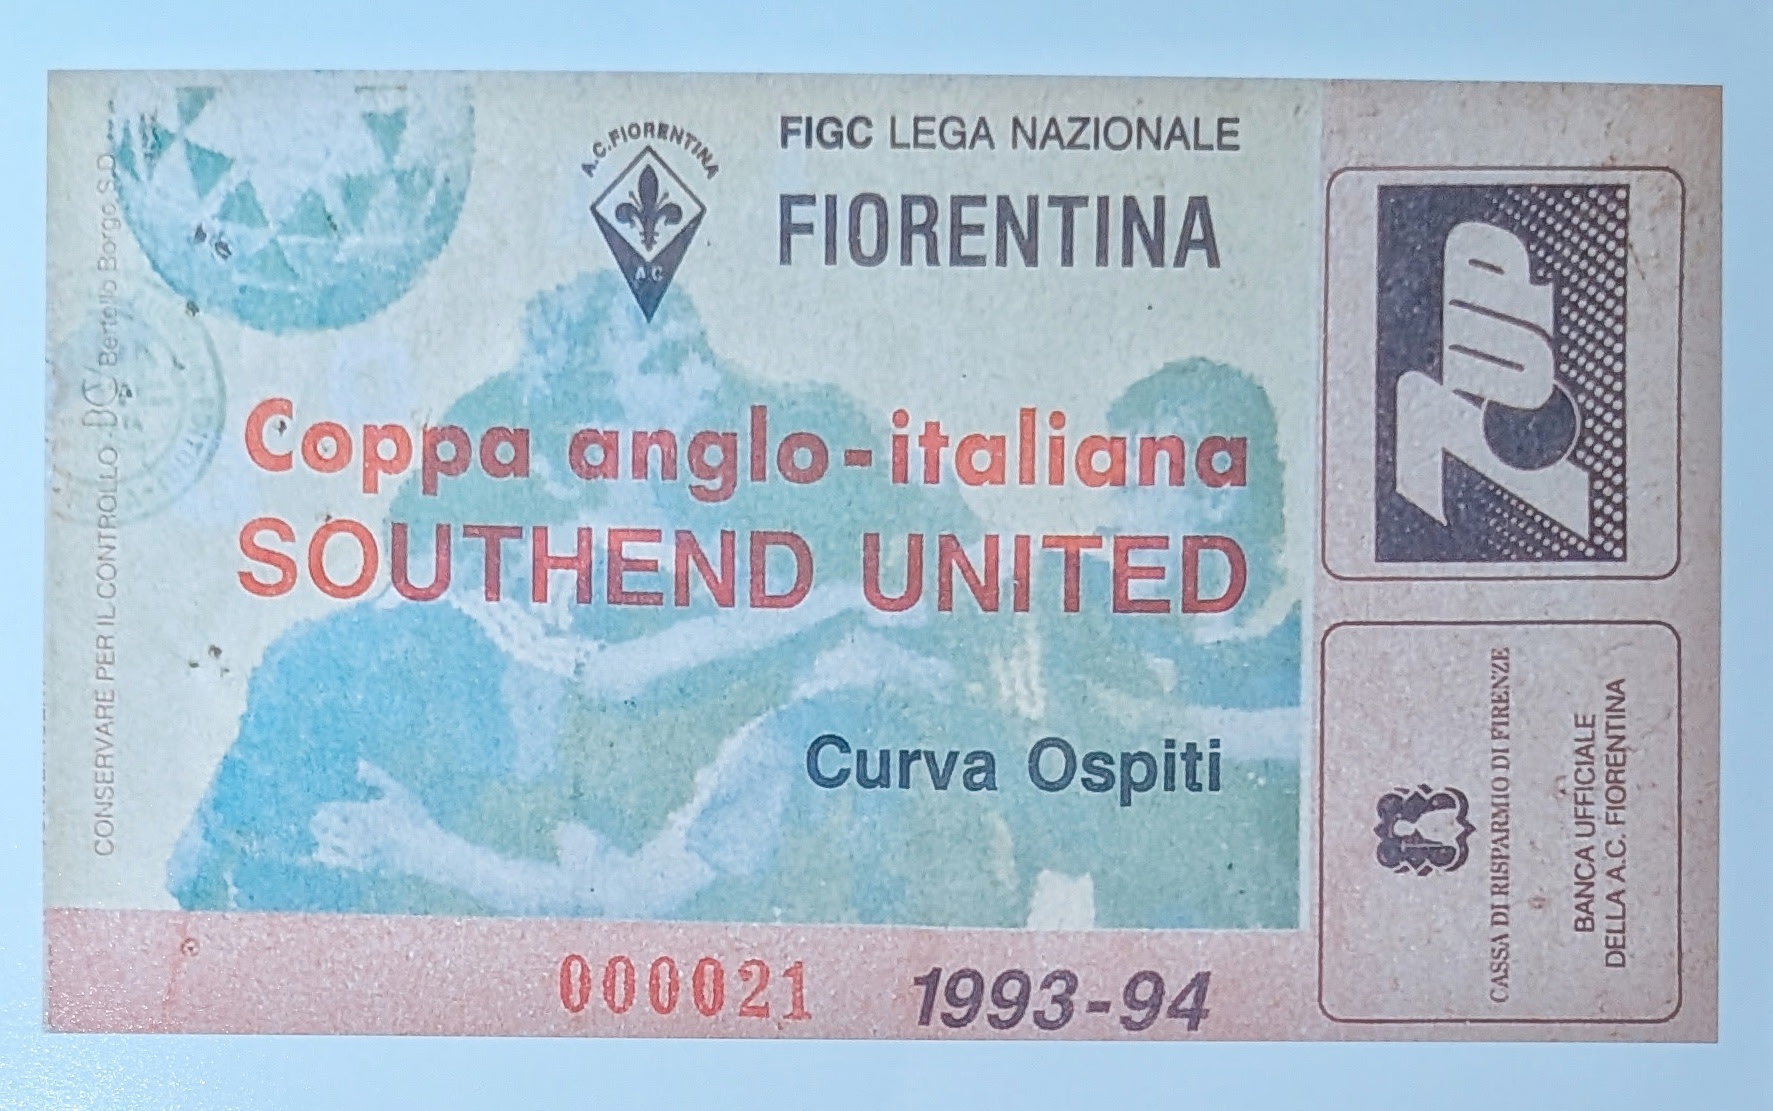 A.C. FIORENTINA
A C
FIGC LEGA NAZIONALE
FIORENTINA
Coppa anglo-italiana
SOUTHEND UNITED
Curva Ospiti
000021
1993-94
CONSERVARE PER IL CONTROLLO - Bertello Borgo S.D.
7UP
CASSA DI RISPARMIO DI FIRENZE
BANCA UFFICIALE
DELLA A.C. FIORENTINA